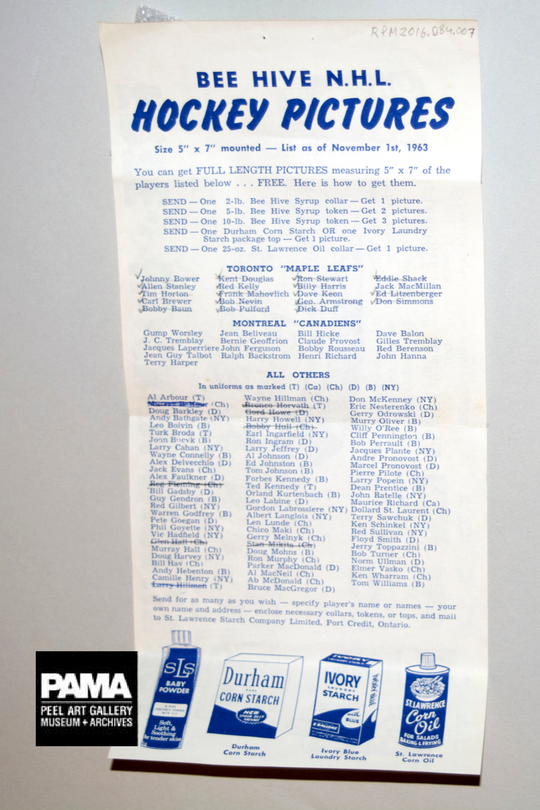 RPM2016.084.007
BEE HIVE N.H.L.
HOCKEY PICTURES
Size 5" x 7" mounted — List as of November 1st, 1963
You can get FULL LENGTH PICTURES measuring 5" x 7" of the
players listed below . . . FREE. Here is how to get them.
SEND — One 2-lb. Bee Hive Syrup collar — Get 1 picture.
SEND — One 5-lb. Bee Hive Syrup token — Get 2 pictures.
SEND — One 10-lb. Bee Hive Syrup token — Get 3 pictures.
SEND — One Durham Corn Starch OR one Ivory Laundry
Starch package top — Get 1 picture.
SEND — One 25-oz. St. Lawrence Oil collar — Get 1 picture.
TORONTO "MAPLE LEAFS"
Johnny Bower
Allen Stanley
Tim Horton
Carl Brewer
Bobby Baun
Kent Douglas
Red Kelly
Frank Mahovlich
Bob Nevin
Bob Pulford
Ron Stewart
Billy Harris
Dave Keon
Geo. Armstrong
Dick Duff
Eddie Shack
Jack MacMillan
Ed Litzenberger
Don Simmons
MONTREAL "CANADIENS"
Gump Worsley
J. C. Tremblay
Jacques Laperriere
Jean Guy Talbot
Terry Harper
Jean Beliveau
Bernie Geoffrion
John Ferguson
Ralph Backstrom
Bill Hicke
Claude Provost
Bobby Rousseau
Henri Richard
Dave Balon
Gilles Tremblay
Red Berenson
John Hanna
ALL OTHERS
In uniforms as marked (T) (Ca) (Ch) (D) (B) (NY)
Al Arbour (T)
(Ch)
Doug Barkley (D)
Andy Bathgate (NY)
Leo Boivin (B)
Turk Broda (T)
John Bucyk (B)
Larry Cahan (NY)
Wayne Connelly (B)
Alex Delvecchio (D)
Jack Evans (Ch)
Alex Faulkner (D)
Reg Fleming (Ch)
Bill Gadsby (D)
Guy Gendron (B)
Rod Gilbert (NY)
Warren Godfrey (B)
Pete Goegan (D)
Phil Goyette (NY)
Vic Hadfield (NY)
Glen Hall (Ch)
Murray Hall (Ch)
Doug Harvey (NY)
Bill Hay (Ch)
Andy Hebenton (B)
Camille Henry (NY)
Larry Hillman (T)
Wayne Hillman (Ch)
Bronco Horvath (T)
Gord Howe (D)
Harry Howell (NY)
Bobby Hull (Ch)
Earl Ingarfield (NY)
Ron Ingram (D)
Larry Jeffrey (D)
Al Johnson (D)
Ed Johnston (B)
Tom Johnson (B)
Forbes Kennedy (B)
Ted Kennedy (T)
Orland Kurtenbach (B)
Leo Labine (D)
Gordon Labrossiere (NY)
Albert Langlois (NY)
Len Lunde (Ch)
Chico Maki (Ch)
Gerry Melnyk (Ch)
Stan Mikita (Ch)
Doug Mohns (B)
Ron Murphy (Ch)
Parker MacDonald (D)
Al MacNeil (Ch)
Ab McDonald (Ch)
Bruce MacGregor (D)
Don McKenney (NY)
Eric Nesterenko (Ch)
Gerry Odrowski (D)
Murry Oliver (B)
Willy O'Ree (B)
Cliff Pennington (B)
Bob Perrault (B)
Jacques Plante (NY)
Andre Pronovost (D)
Marcel Pronovost (D)
Pierre Pilote (Ch)
Larry Popein (NY)
Dean Prentice (B)
John Ratelle (NY)
Maurice Richard (Ca)
Dollard St. Laurent (Ch)
Terry Sawchuk (D)
Ken Schinkel (NY)
Red Sullivan (NY)
Floyd Smith (D)
Jerry Toppazzini (B)
Bob Turner (Ch)
Norm Ullman (D)
Elmer Vasko (Ch)
Ken Wharram (Ch)
Tom Williams (B)
Send for as many as you wish — specify player's name or names — your
own name and address — enclose necessary collars, tokens, or tops, and mail
to St. Lawrence Starch Company Limited, Port Credit, Ontario.
SLS
BABY
POWDER
Soft,
Light &
Soothing
for tender skins
Durham
CORN STARCH
Durham
Corn Starch
IVORY
LAUNDRY
STARCH
BLUE
Ivory Blue
Laundry Starch
ST. LAWRENCE
Corn
Oil
FOR SALADS
BAKING & FRYING
St. Lawrence
Corn Oil
PAMA
PEEL ART GALLERY
MUSEUM + ARCHIVES